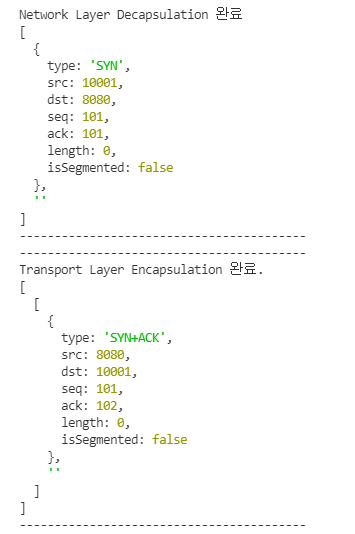 Network Layer Decapsulation 완료
[
  {
    type: 'SYN',
    src: 10001,
    dst: 8080,
    seq: 101,
    ack: 101,
    length: 0,
    isSegmented: false
  },
  ''
]
-----------------------------------------
-----------------------------------------
Transport Layer Encapsulation 완료.
[
  [
    {
      type: 'SYN+ACK',
      src: 8080,
      dst: 10001,
      seq: 101,
      ack: 102,
      length: 0,
      isSegmented: false
    },
    ''
  ]
]
-----------------------------------------